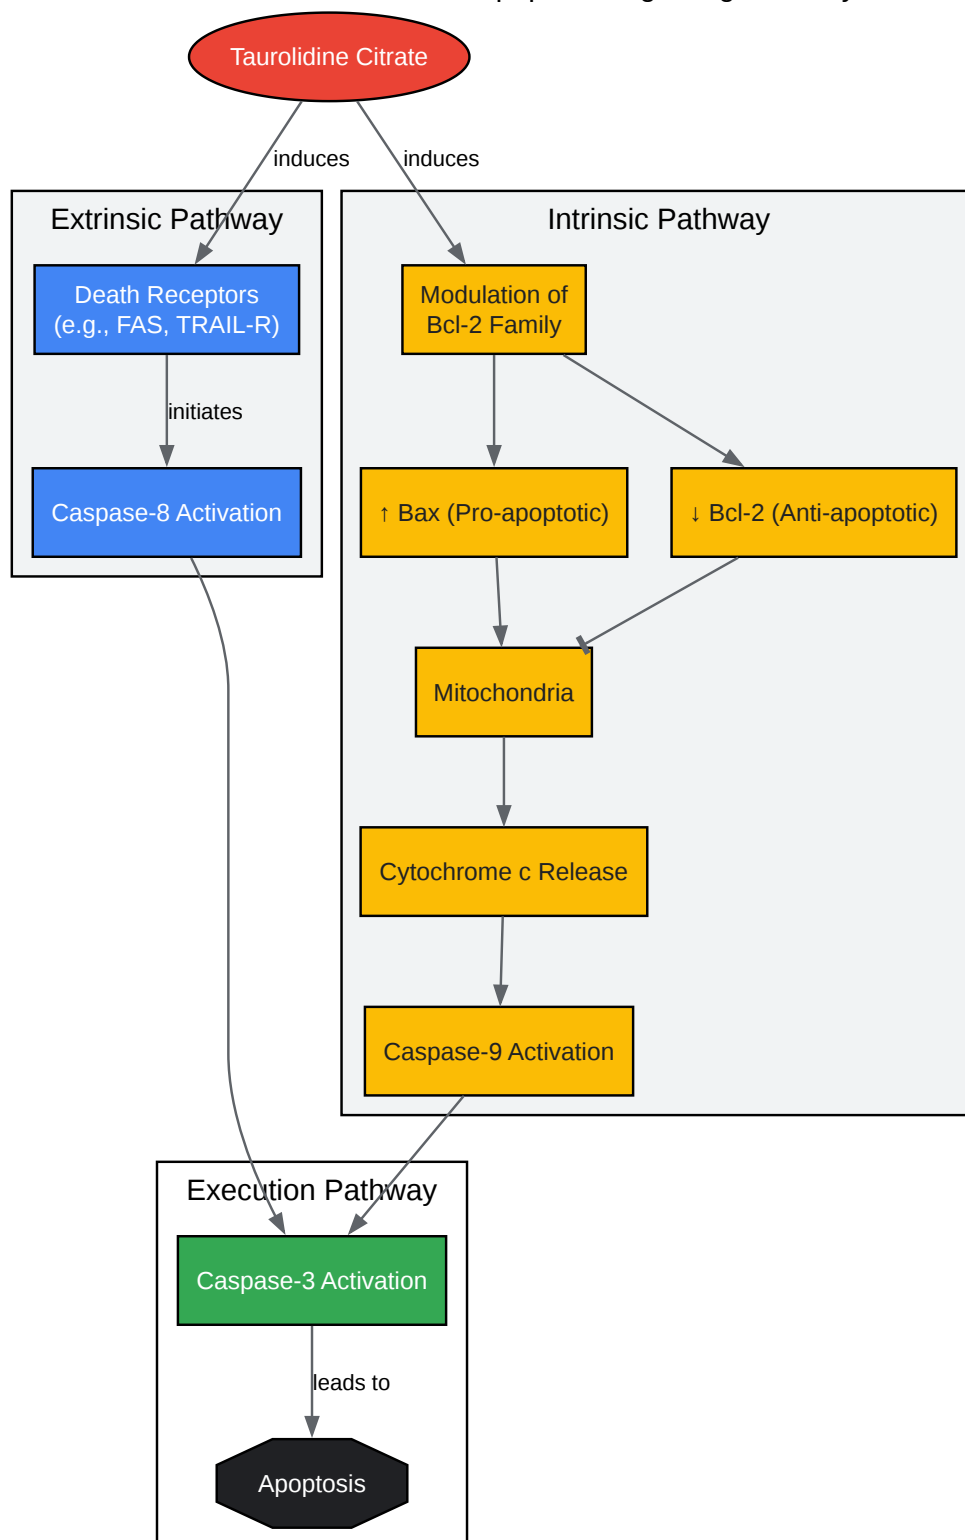 Taurolidine Citrate
induces
induces
Extrinsic Pathway
Intrinsic Pathway
Death Receptors
(e.g., FAS, TRAIL-R)
Modulation of
Bcl-2 Family
initiates
Caspase-8 Activation
↑ Bax (Pro-apoptotic)
↓ Bcl-2 (Anti-apoptotic)
Mitochondria
Cytochrome c Release
Caspase-9 Activation
Execution Pathway
Caspase-3 Activation
leads to
Apoptosis